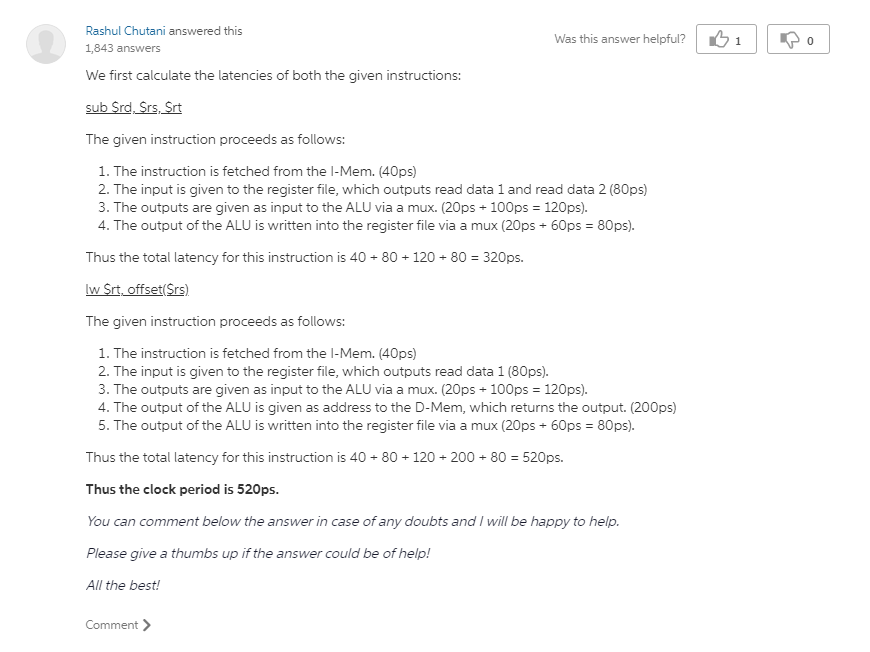 Rashul Chutani answered this
1,843 answers
Was this answer helpful?
1
0
We first calculate the latencies of both the given instructions:
sub $rd, $rs, $rt
The given instruction proceeds as follows:
1. The instruction is fetched from the I-Mem. (40ps)
2. The input is given to the register file, which outputs read data 1 and read data 2 (80ps)
3. The outputs are given as input to the ALU via a mux. (20ps + 100ps = 120ps).
4. The output of the ALU is written into the register file via a mux (20ps + 60ps = 80ps).
Thus the total latency for this instruction is 40 + 80 + 120 + 80 = 320ps.
lw $rt, offset($rs)
The given instruction proceeds as follows:
1. The instruction is fetched from the I-Mem. (40ps)
2. The input is given to the register file, which outputs read data 1 (80ps).
3. The outputs are given as input to the ALU via a mux. (20ps + 100ps = 120ps).
4. The output of the ALU is given as address to the D-Mem, which returns the output. (200ps)
5. The output of the ALU is written into the register file via a mux (20ps + 60ps = 80ps).
Thus the total latency for this instruction is 40 + 80 + 120 + 200 + 80 = 520ps.
Thus the clock period is 520ps.
You can comment below the answer in case of any doubts and I will be happy to help.
Please give a thumbs up if the answer could be of help!
All the best!
Comment